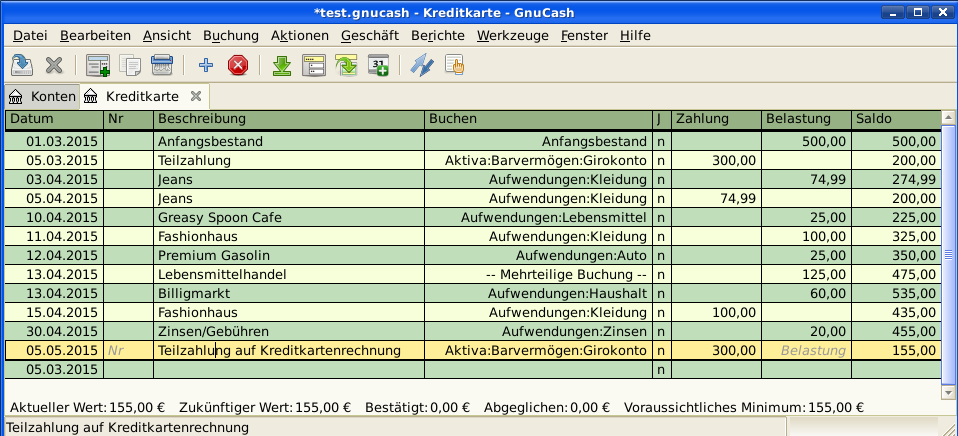 *test.gnucash - Kreditkarte - GnuCash
Datei Bearbeiten Ansicht Buchung Aktionen Geschäft Berichte Werkzeuge Fenster Hilfe
31
Konten Kreditkarte
Datum Nr Beschreibung Buchen J Zahlung Belastung Saldo
01.03.2015 Anfangsbestand Anfangsbestand n 500,00 500,00
05.03.2015 Teilzahlung Aktiva:Barvermögen:Girokonto n 300,00 200,00
03.04.2015 Jeans Aufwendungen:Kleidung n 74,99 274,99
05.04.2015 Jeans Aufwendungen:Kleidung n 74,99 200,00
10.04.2015 Greasy Spoon Cafe Aufwendungen:Lebensmittel n 25,00 225,00
11.04.2015 Fashionhaus Aufwendungen:Kleidung n 100,00 325,00
12.04.2015 Premium Gasolin Aufwendungen:Auto n 25,00 350,00
13.04.2015 Lebensmittelhandel -- Mehrteilige Buchung -- n 125,00 475,00
13.04.2015 Billigmarkt Aufwendungen:Haushalt n 60,00 535,00
15.04.2015 Fashionhaus Aufwendungen:Kleidung n 100,00 435,00
30.04.2015 Zinsen/Gebühren Aufwendungen:Zinsen n 20,00 455,00
05.05.2015 Nr Teilzahlung auf Kreditkartenrechnung Aktiva:Barvermögen:Girokonto n 300,00 Belastung 155,00
05.03.2015 n
Aktueller Wert: 155,00 € Zukünftiger Wert: 155,00 € Bestätigt: 0,00 € Abgeglichen: 0,00 € Voraussichtliches Minimum: 155,00 €
Teilzahlung auf Kreditkartenrechnung